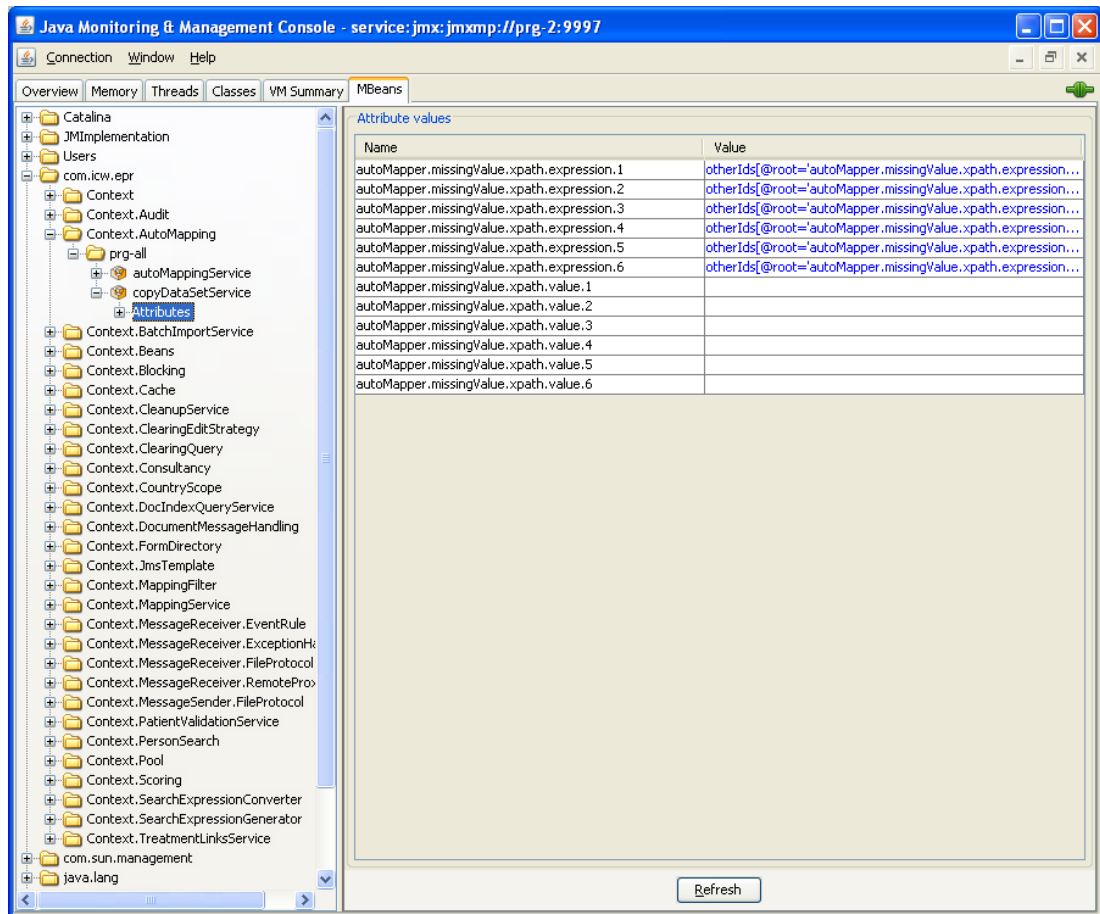 Java Monitoring & Management Console - service:jmx:jmxmp://prg-2:9997
Connection Window Help
Overview Memory Threads Classes VM Summary MBeans
Catalina
JMImplementation
Users
com.icw.epr
Context
Context.Audit
Context.AutoMapping
prg-all
autoMappingService
copyDataSetService
Attributes
Context.BatchImportService
Context.Beans
Context.Blocking
Context.Cache
Context.CleanupService
Context.ClearingEditStrategy
Context.ClearingQuery
Context.Consultancy
Context.CountryScope
Context.DocIndexQueryService
Context.DocumentMessageHandling
Context.FormDirectory
Context.JmsTemplate
Context.MappingFilter
Context.MappingService
Context.MessageReceiver.EventRule
Context.MessageReceiver.ExceptionHa
Context.MessageReceiver.FileProtocol
Context.MessageReceiver.RemoteProx
Context.MessageSender.FileProtocol
Context.PatientValidationService
Context.PersonSearch
Context.Pool
Context.Scoring
Context.SearchExpressionConverter
Context.SearchExpressionGenerator
Context.TreatmentLinksService
com.sun.management
java.lang
Attribute values
Name Value
autoMapper.missingValue.xpath.expression.1 otherIds[@root='autoMapper.missingValue.xpath.expression...
autoMapper.missingValue.xpath.expression.2 otherIds[@root='autoMapper.missingValue.xpath.expression...
autoMapper.missingValue.xpath.expression.3 otherIds[@root='autoMapper.missingValue.xpath.expression...
autoMapper.missingValue.xpath.expression.4 otherIds[@root='autoMapper.missingValue.xpath.expression...
autoMapper.missingValue.xpath.expression.5 otherIds[@root='autoMapper.missingValue.xpath.expression...
autoMapper.missingValue.xpath.expression.6 otherIds[@root='autoMapper.missingValue.xpath.expression...
autoMapper.missingValue.xpath.value.1
autoMapper.missingValue.xpath.value.2
autoMapper.missingValue.xpath.value.3
autoMapper.missingValue.xpath.value.4
autoMapper.missingValue.xpath.value.5
autoMapper.missingValue.xpath.value.6
Refresh